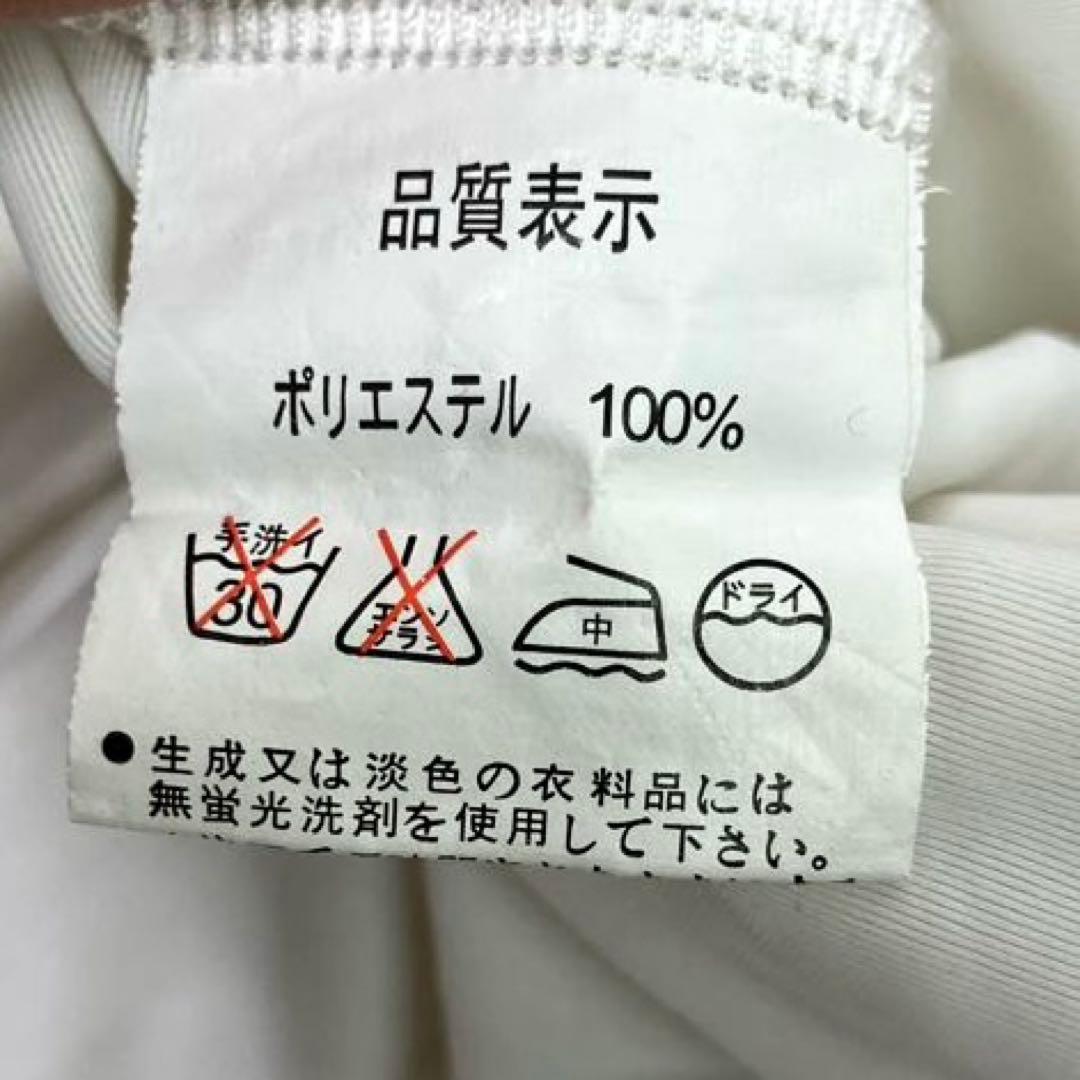 品質表示
ポリエステル 100%
手洗イ
30
エンソ
サラシ
中
ドライ
●生成又は淡色の衣料品には
無蛍光洗剤を使用して下さい。